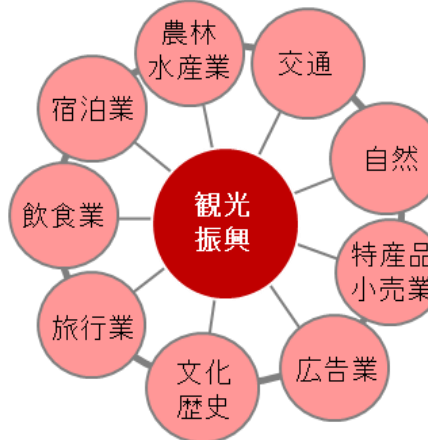 農林
水産業
交通
宿泊業
自然
観光
振興
飲食業
特産品
小売業
旅行業
文化
歴史
広告業